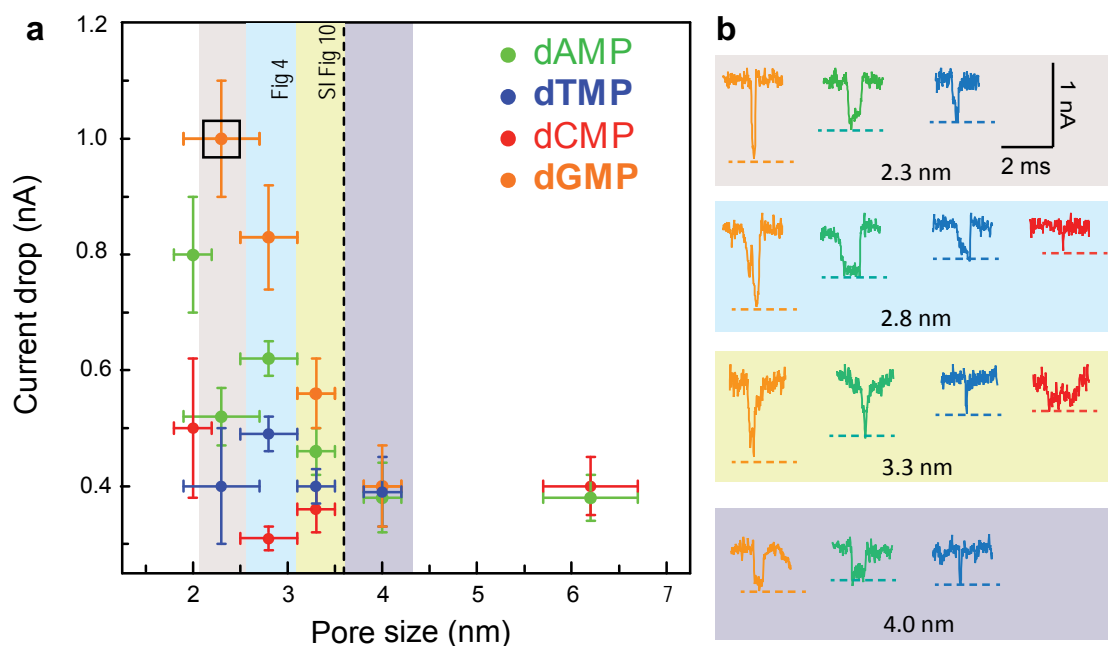 a
1.2
1.0
0.8
0.6
0.4
Current drop (nA)
2
3
4
5
6
7
Pore size (nm)
Fig 4
SI Fig 10
dAMP
dTMP
dCMP
dGMP
b
1 nA
2 ms
2.3 nm
2.8 nm
3.3 nm
4.0 nm